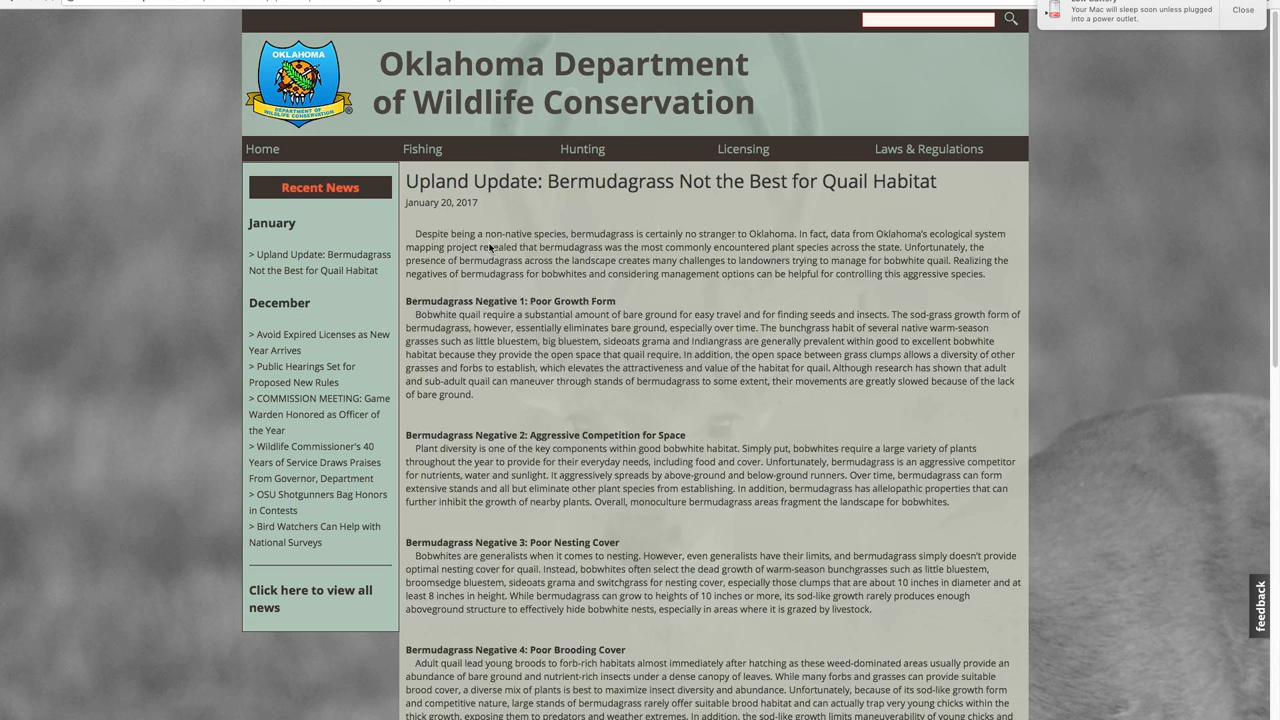 Your Mac will sleep soon unless plugged
into a power outlet.
Close
OKLAHOMA
DEPARTMENT OF
WILDLIFE CONSERVATION
®
Oklahoma Department
of Wildlife Conservation
Home
Fishing
Hunting
Licensing
Laws & Regulations
Recent News
January
> Upland Update: Bermudagrass
Not the Best for Quail Habitat
December
> Avoid Expired Licenses as New
Year Arrives
> Public Hearings Set for
Proposed New Rules
> COMMISSION MEETING: Game
Warden Honored as Officer of
the Year
> Wildlife Commissioner's 40
Years of Service Draws Praises
From Governor, Department
> OSU Shotgunners Bag Honors
in Contests
> Bird Watchers Can Help with
National Surveys
Click here to view all
news
Upland Update: Bermudagrass Not the Best for Quail Habitat
January 20, 2017
Despite being a non-native species, bermudagrass is certainly no stranger to Oklahoma. In fact, data from Oklahoma's ecological system
mapping project revealed that bermudagrass was the most commonly encountered plant species across the state. Unfortunately, the
presence of bermudagrass across the landscape creates many challenges to landowners trying to manage for bobwhite quail. Realizing the
negatives of bermudagrass for bobwhites and considering management options can be helpful for controlling this aggressive species.
Bermudagrass Negative 1: Poor Growth Form
Bobwhite quail require a substantial amount of bare ground for easy travel and for finding seeds and insects. The sod-grass growth form of
bermudagrass, however, essentially eliminates bare ground, especially over time. The bunchgrass habit of several native warm-season
grasses such as little bluestem, big bluestem, sideoats grama and Indiangrass are generally prevalent within good to excellent bobwhite
habitat because they provide the open space that quail require. In addition, the open space between grass clumps allows a diversity of other
grasses and forbs to establish, which elevates the attractiveness and value of the habitat for quail. Although research has shown that adult
and sub-adult quail can maneuver through stands of bermudagrass to some extent, their movements are greatly slowed because of the lack
of bare ground.
Bermudagrass Negative 2: Aggressive Competition for Space
Plant diversity is one of the key components within good bobwhite habitat. Simply put, bobwhites require a large variety of plants
throughout the year to provide for their everyday needs, including food and cover. Unfortunately, bermudagrass is an aggressive competitor
for nutrients, water and sunlight. It aggressively spreads by above-ground and below-ground runners. Over time, bermudagrass can form
extensive stands and all but eliminate other plant species from establishing. In addition, bermudagrass has allelopathic properties that can
further inhibit the growth of nearby plants. Overall, monoculture bermudagrass areas fragment the landscape for bobwhites.
Bermudagrass Negative 3: Poor Nesting Cover
Bobwhites are generalists when it comes to nesting. However, even generalists have their limits, and bermudagrass simply doesn't provide
optimal nesting cover for quail. Instead, bobwhites often select the dead growth of warm-season bunchgrasses such as little bluestem,
broomsedge bluestem, sideoats grama and switchgrass for nesting cover, especially those clumps that are about 10 inches in diameter and at
least 8 inches in height. While bermudagrass can grow to heights of 10 inches or more, its sod-like growth rarely produces enough
aboveground structure to effectively hide bobwhite nests, especially in areas where it is grazed by livestock.
Bermudagrass Negative 4: Poor Brooding Cover
Adult quail lead young broods to forb-rich habitats almost immediately after hatching as these weed-dominated areas usually provide an
abundance of bare ground and nutrient-rich insects under a dense canopy of leaves. While many forbs and grasses can provide suitable
brood cover, a diverse mix of plants is best to maximize insect diversity and abundance. Unfortunately, because of its sod-like growth form
and competitive nature, large stands of bermudagrass rarely offer suitable brood habitat and can actually trap very young chicks within the
thick growth, exposing them to predators and weather extremes. In addition, the sod-like growth limits maneuverability of young chicks and
feedback